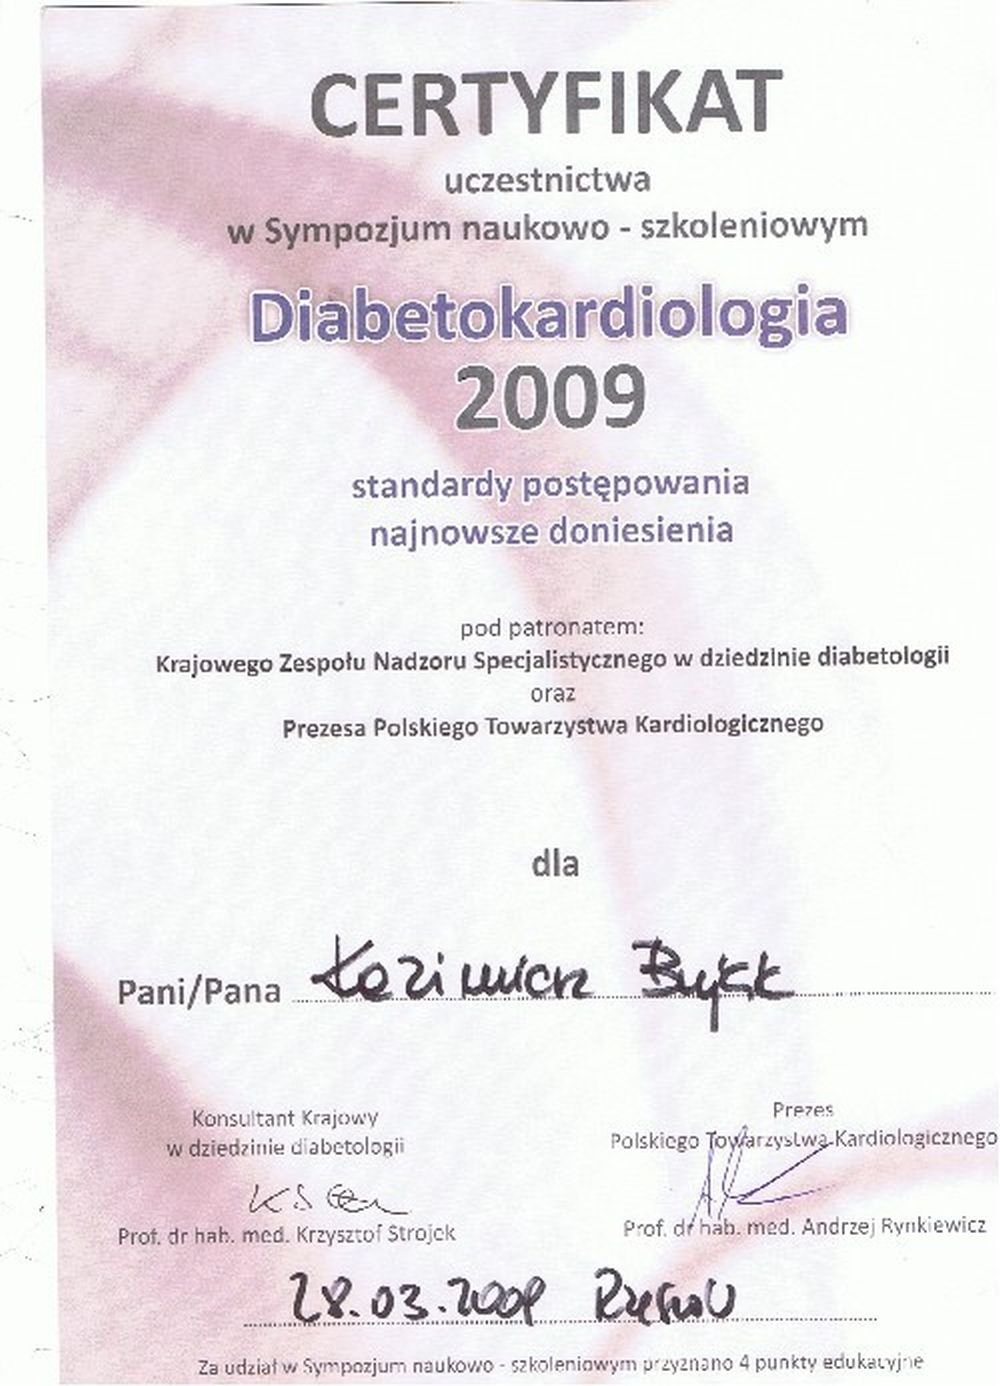 CERTYFIKAT
uczestnictwa
w Sympozjum naukowo - szkoleniowym
Diabetokardiologia
2009
standardy postępowania
najnowsze doniesienia
pod patronatem:
Krajowego Zespołu Nadzoru Specjalistycznego w dziedzinie diabetologii
oraz
Prezesa Polskiego Towarzystwa Kardiologicznego
dla
Pani/Pana Kazimierz
Konsultant Krajowy
w dziedzinie diabetologii
Prof. dr hab. med. Krzysztof Strojek
Prezes
Polskiego Towarzystwa Kardiologicznego
Prof. dr hab. med. Andrzej Rynkiewicz
28.03.2009 Rzeszów
Za udział w Sympozjum naukowo - szkoleniowym przyznano 4 punkty edukacyjne